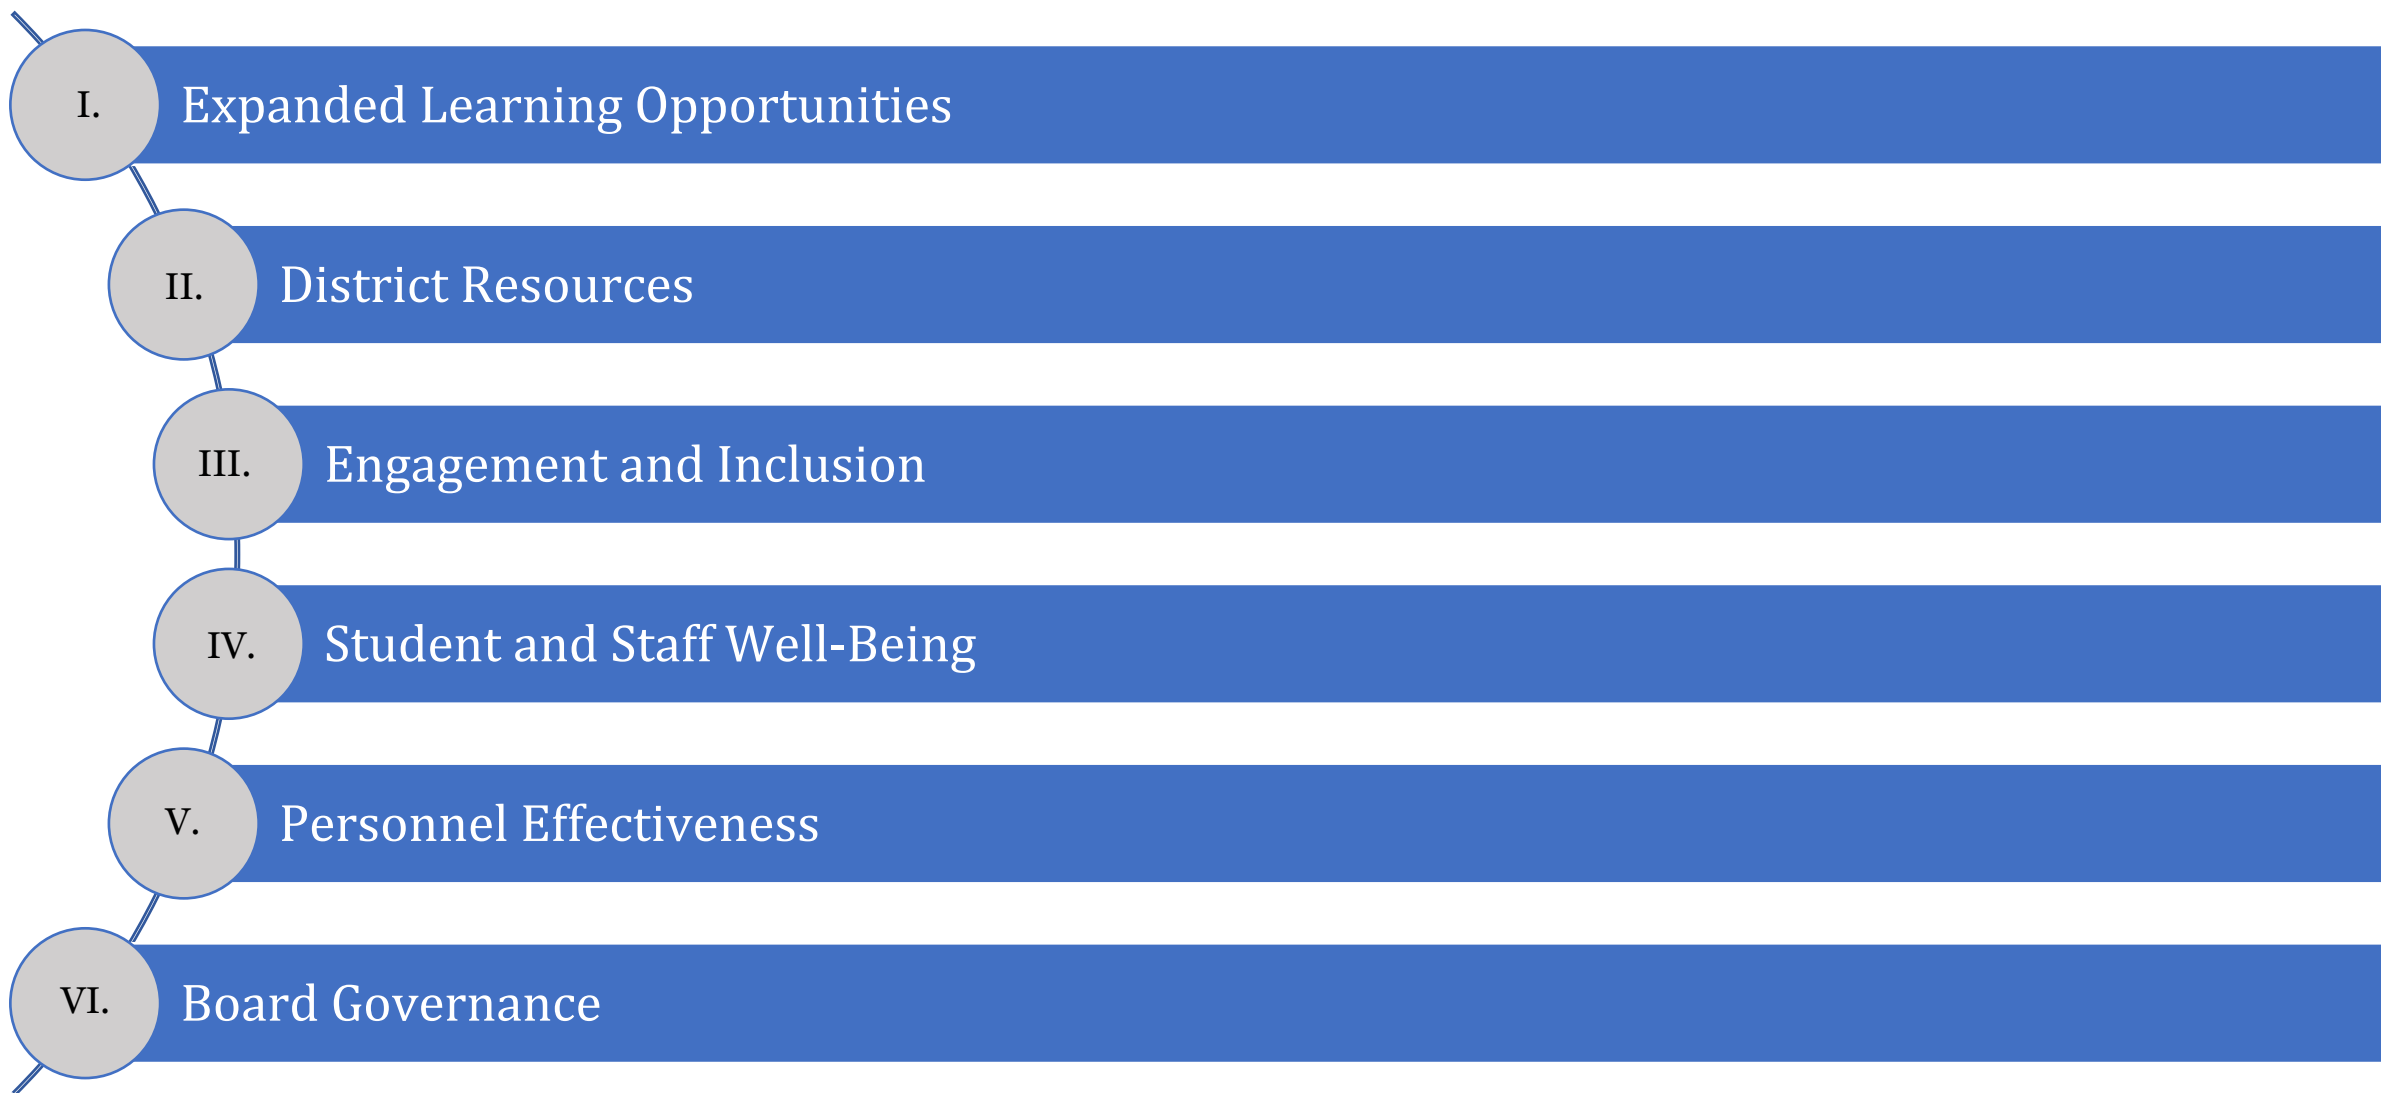 I. Expanded Learning Opportunities
II. District Resources
III. Engagement and Inclusion
IV. Student and Staff Well-Being
V. Personnel Effectiveness
VI. Board Governance